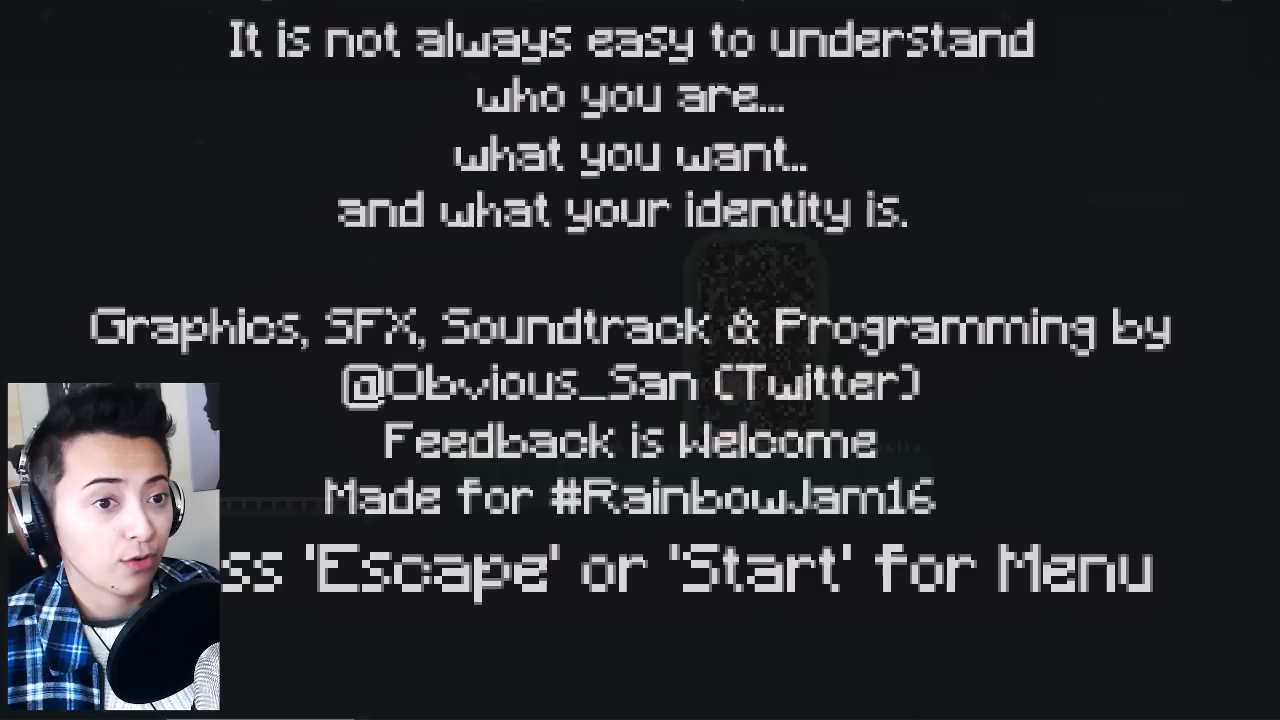 It is not always easy to understand
who you are...
what you want..
and what your identity is.
Graphics, SFX, Soundtrack & Programming by
@Obvious_San (Twitter)
Feedback is Welcome
Made for #RainbowJam16
ss 'Escape' or 'Start' for Menu